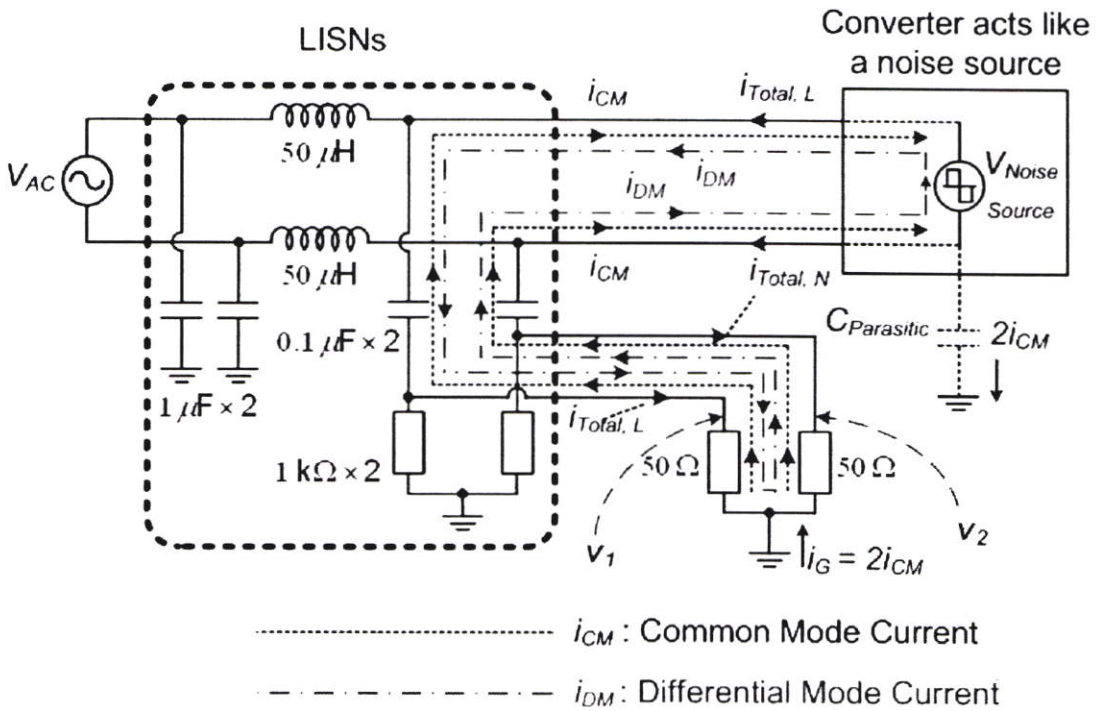 LISNs
Converter acts like
a noise source
i_CM
i_Total, L
V_AC
50 μH
i_DM
i_DM
V_Noise
Source
50 μH
i_CM
i_Total, N
C_Parasitic
2i_CM
0.1 μF × 2
1 μF × 2
i_Total, L
1 kΩ × 2
50 Ω
50 Ω
v_1
v_2
i_G = 2i_CM
i_CM : Common Mode Current
i_DM : Differential Mode Current